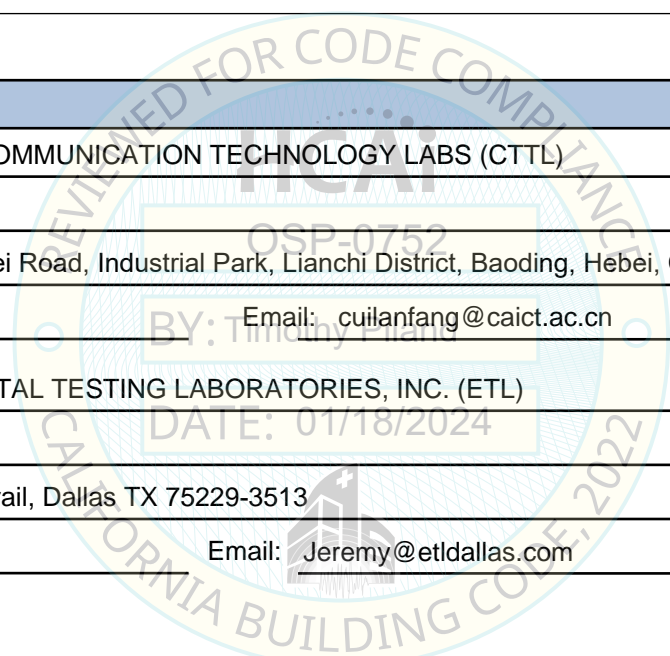 REVIEWED FOR CODE COMPLIANCE
HCAi
OMMUNICATION TECHNOLOGY LABS (CTTL)
OSP-0752
ei Road, Industrial Park, Lianchi District, Baoding, Hebei,
BY: Timothy Piland
Email: cuilanfang@caict.ac.cn
TAL TESTING LABORATORIES, INC. (ETL)
DATE: 01/18/2024
rail, Dallas TX 75229-3513
Email: Jeremy@etldallas.com
CALIFORNIA BUILDING CODE, 2022